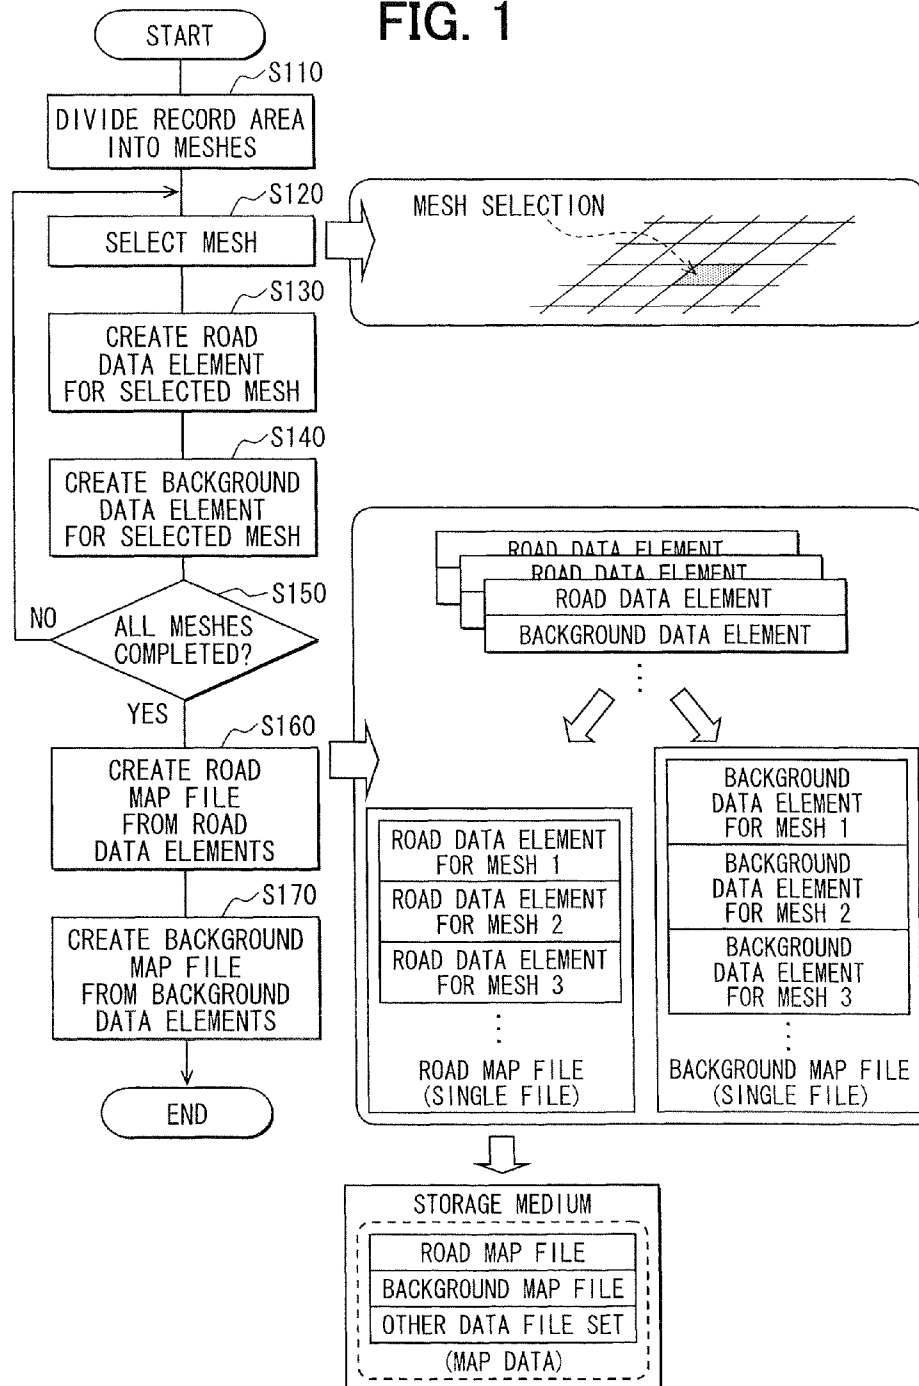 FIG. 1
START
S110
DIVIDE RECORD AREA
INTO MESHES
S120
SELECT MESH
MESH SELECTION
S130
CREATE ROAD
DATA ELEMENT
FOR SELECTED MESH
S140
CREATE BACKGROUND
DATA ELEMENT
FOR SELECTED MESH
S150
NO
ALL MESHES
COMPLETED?
YES
S160
CREATE ROAD
MAP FILE
FROM ROAD
DATA ELEMENTS
S170
CREATE BACKGROUND
MAP FILE
FROM BACKGROUND
DATA ELEMENTS
END
ROAD DATA ELEMENT
ROAD DATA ELEMENT
ROAD DATA ELEMENT
BACKGROUND DATA ELEMENT
ROAD DATA ELEMENT
FOR MESH 1
ROAD DATA ELEMENT
FOR MESH 2
ROAD DATA ELEMENT
FOR MESH 3
ROAD MAP FILE
(SINGLE FILE)
BACKGROUND
DATA ELEMENT
FOR MESH 1
BACKGROUND
DATA ELEMENT
FOR MESH 2
BACKGROUND
DATA ELEMENT
FOR MESH 3
BACKGROUND MAP FILE
(SINGLE FILE)
STORAGE MEDIUM
ROAD MAP FILE
BACKGROUND MAP FILE
OTHER DATA FILE SET
(MAP DATA)